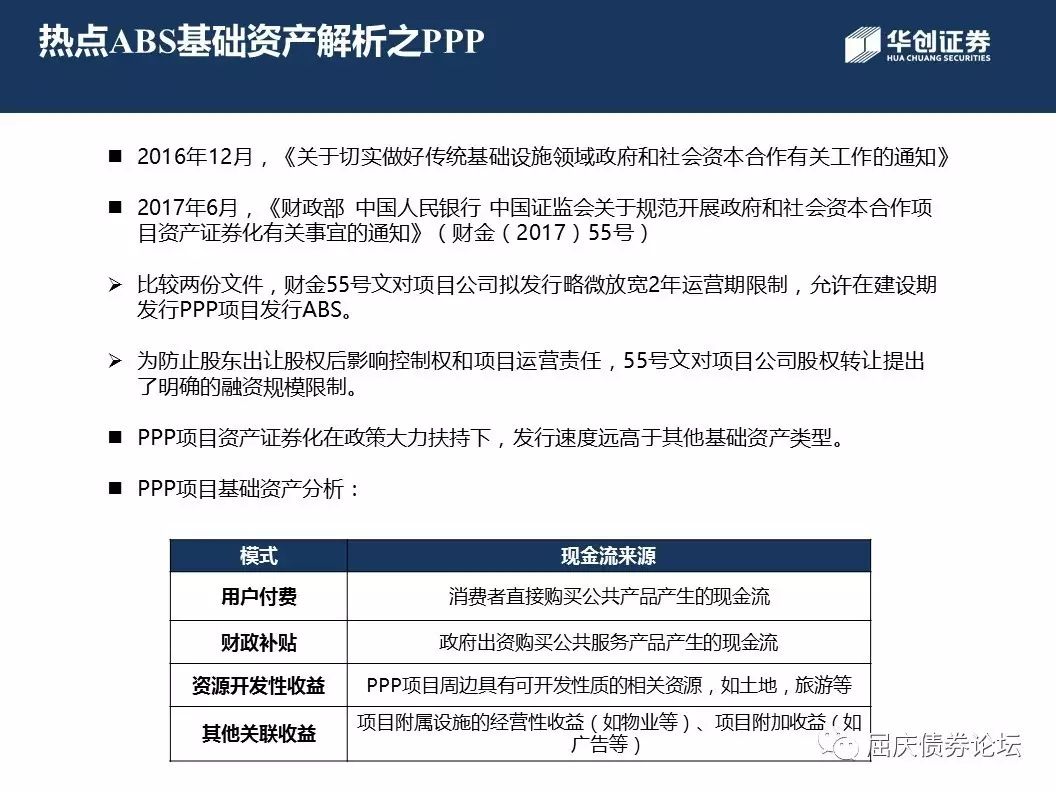 热点ABS基础资产解析之PPP
华创证券
HUA CHUANG SECURITIES
■ 2016年12月，《关于切实做好传统基础设施领域政府和社会资本合作有关工作的通知》
■ 2017年6月，《财政部 中国人民银行 中国证监会关于规范开展政府和社会资本合作项
目资产证券化有关事宜的通知》（财金（2017）55号）
➢ 比较两份文件，财金55号文对项目公司拟发行略微放宽2年运营期限制，允许在建设期
发行PPP项目发行ABS。
➢ 为防止股东出让股权后影响控制权和项目运营责任，55号文对项目公司股权转让提出
了明确的融资规模限制。
■ PPP项目资产证券化在政策大力扶持下，发行速度远高于其他基础资产类型。
■ PPP项目基础资产分析：
模式 现金流来源
用户付费 消费者直接购买公共产品产生的现金流
财政补贴 政府出资购买公共服务产品产生的现金流
资源开发性收益 PPP项目周边具有可开发性质的相关资源，如土地，旅游等
其他关联收益 项目附属设施的经营性收益（如物业等）、项目附加收益（如
广告等）
屈庆债券论坛